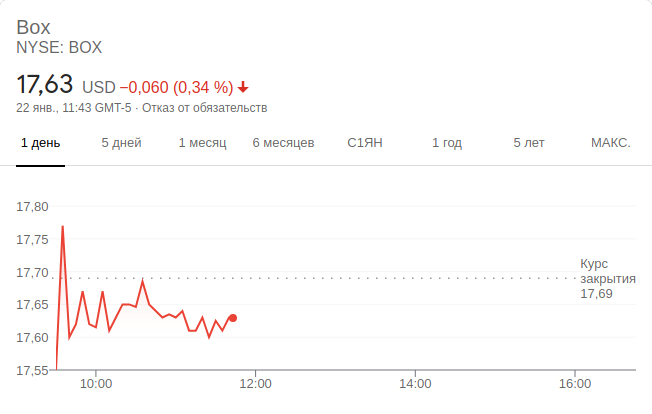 Box
NYSE: BOX
17,63 USD −0,060 (0,34 %)
22 янв., 11:43 GMT-5 · Отказ от обязательств
1 день 5 дней 1 месяц 6 месяцев С1ЯН 1 год 5 лет МАКС.
17,80
17,75
17,70
17,65
17,60
17,55
Курс
закрытия
17,69
10:00 12:00 14:00 16:00